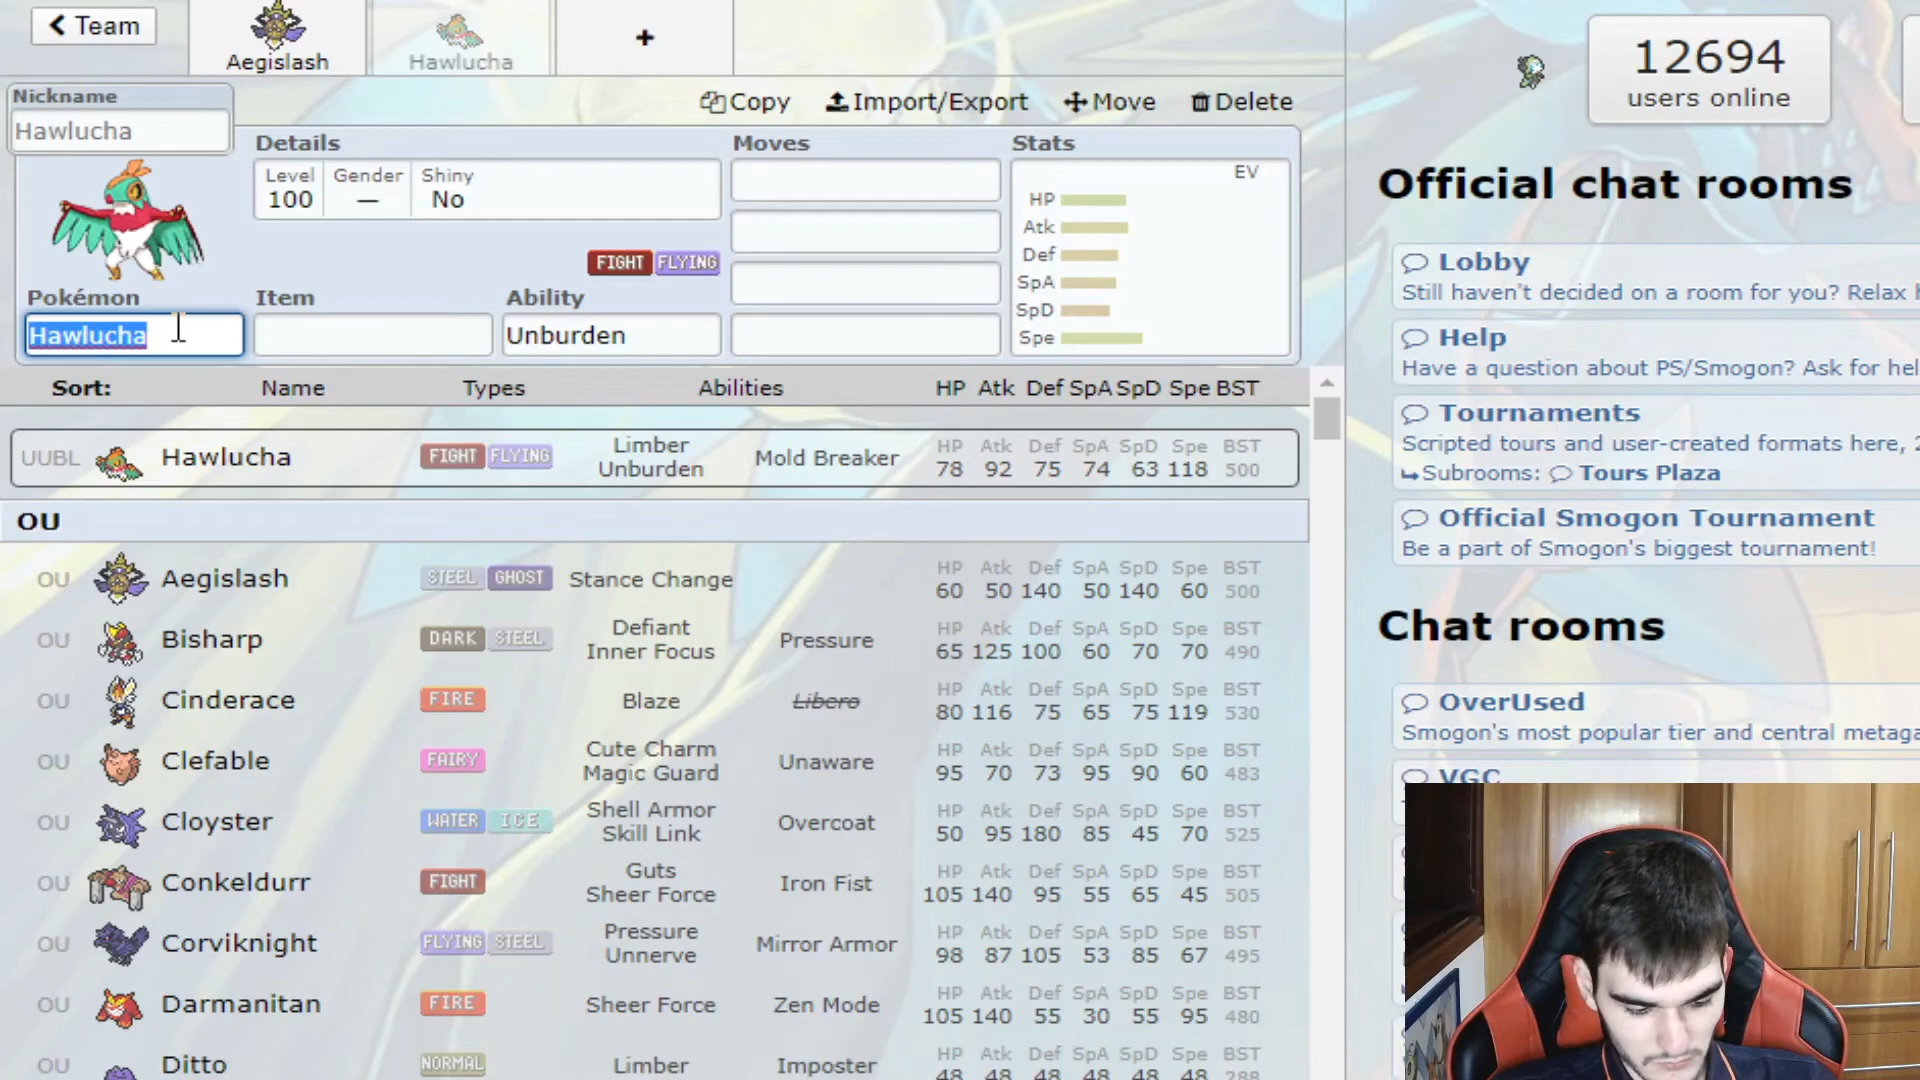 Team
Aegislash
Hawlucha
+
Nickname
Hawlucha
Copy Import/Export Move Delete
Details
Level Gender Shiny
100 — No
FIGHT FLYING
Moves
Stats
EV
HP
Atk
Def
SpA
SpD
Spe
Pokémon Item Ability
Hawlucha Unburden
Sort: Name Types Abilities HP Atk Def SpA SpD Spe BST
UUBL Hawlucha FIGHT FLYING Limber Unburden Mold Breaker HP 78 Atk 92 Def 75 SpA 74 SpD 63 Spe 118 BST 500
OU
OU Aegislash STEEL GHOST Stance Change HP 60 Atk 50 Def 140 SpA 50 SpD 140 Spe 60 BST 500
OU Bisharp DARK STEEL Defiant Inner Focus Pressure HP 65 Atk 125 Def 100 SpA 60 SpD 70 Spe 70 BST 490
OU Cinderace FIRE Blaze Libero HP 80 Atk 116 Def 75 SpA 65 SpD 75 Spe 119 BST 530
OU Clefable FAIRY Cute Charm Magic Guard Unaware HP 95 Atk 70 Def 73 SpA 95 SpD 90 Spe 60 BST 483
OU Cloyster WATER ICE Shell Armor Skill Link Overcoat HP 50 Atk 95 Def 180 SpA 85 SpD 45 Spe 70 BST 525
OU Conkeldurr FIGHT Guts Sheer Force Iron Fist HP 105 Atk 140 Def 95 SpA 55 SpD 65 Spe 45 BST 505
OU Corviknight FLYING STEEL Pressure Unnerve Mirror Armor HP 98 Atk 87 Def 105 SpA 53 SpD 85 Spe 67 BST 495
OU Darmanitan FIRE Sheer Force Zen Mode HP 105 Atk 140 Def 55 SpA 30 SpD 55 Spe 95 BST 480
OU Ditto NORMAL Limber Imposter HP 48 Atk 48 Def 48 SpA 48 SpD 48 Spe 48 BST 288
12694
users online
Official chat rooms
Lobby
Still haven't decided on a room for you? Relax
Help
Have a question about PS/Smogon? Ask for hel
Tournaments
Scripted tours and user-created formats here, 2
Subrooms: Tours Plaza
Official Smogon Tournament
Be a part of Smogon's biggest tournament!
Chat rooms
OverUsed
Smogon's most popular tier and central metaga
VGC